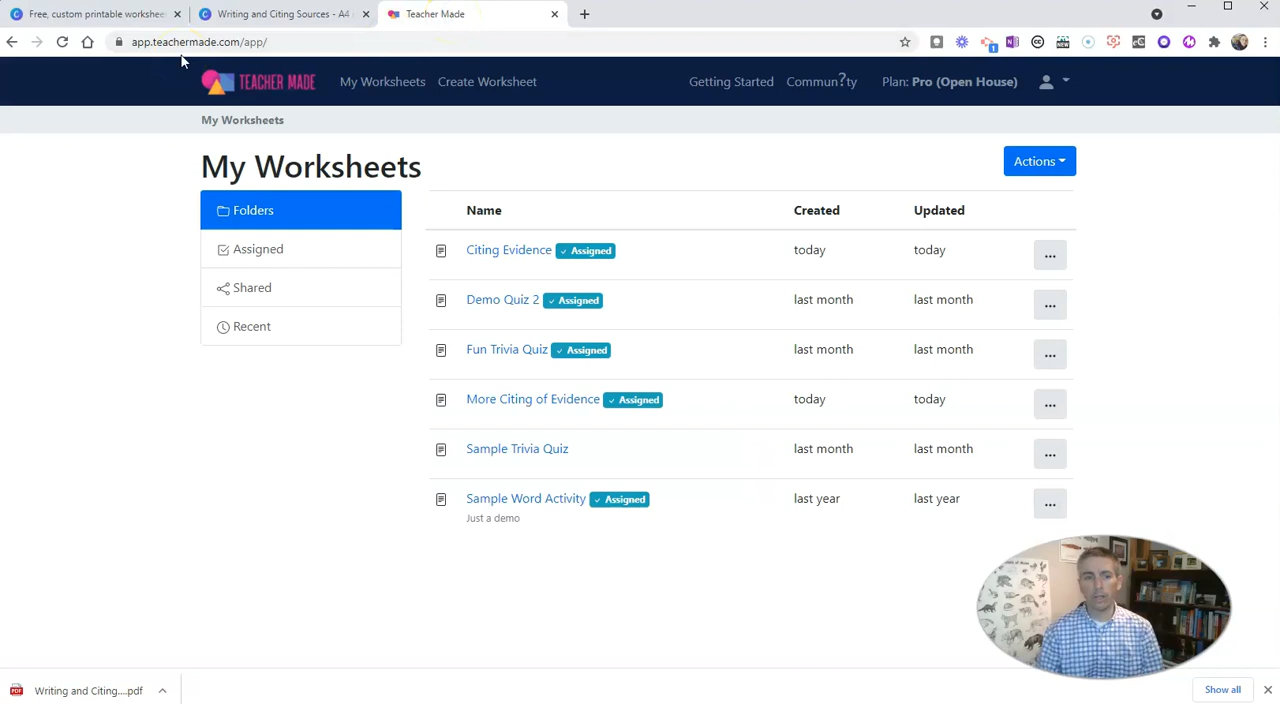 Free, custom printable workshee
Writing and Citing Sources - A4
Teacher Made
app.teachermade.com/app/
TEACHER MADE
My Worksheets
Create Worksheet
Getting Started
Commun?ty
Plan: Pro (Open House)
My Worksheets
My Worksheets
Actions
Folders
Assigned
Shared
Recent
Name Created Updated
Citing Evidence ✓ Assigned today today ...
Demo Quiz 2 ✓ Assigned last month last month ...
Fun Trivia Quiz ✓ Assigned last month last month ...
More Citing of Evidence ✓ Assigned today today ...
Sample Trivia Quiz last month last month ...
Sample Word Activity ✓ Assigned last year last year ...
Just a demo
Writing and Citing....pdf
Show all